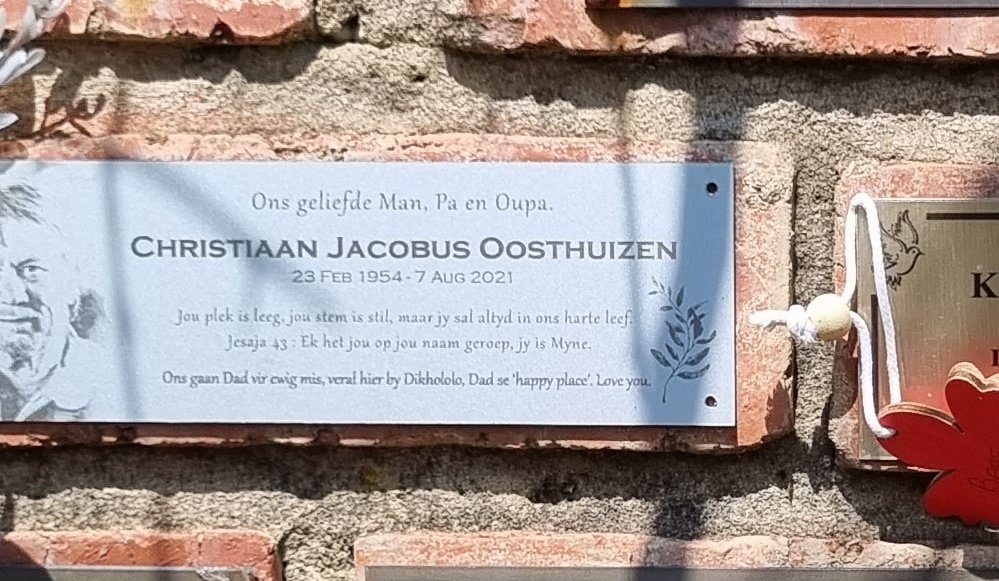 Ons geliefde Man, Pa en Oupa.
CHRISTIAAN JACOBUS OOSTHUIZEN
23 FEB 1954 - 7 AUG 2021
Jou plek is leeg, jou stem is stil, maar jy sal altyd in ons harte leef.
Jesaja 43 : Ek het jou op jou naam geroep, jy is Myne.
Ons gaan Dad vir ewig mis, veral hier by Dikhololo, Dad se 'happy place'. Love you.
K